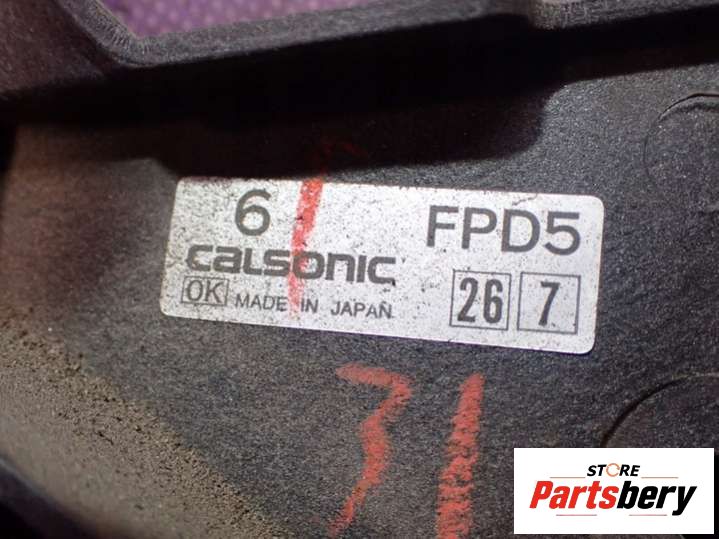 6 FPD5
CALSONIC
OK MADE IN JAPAN 26 7
31
STORE
Partsbery